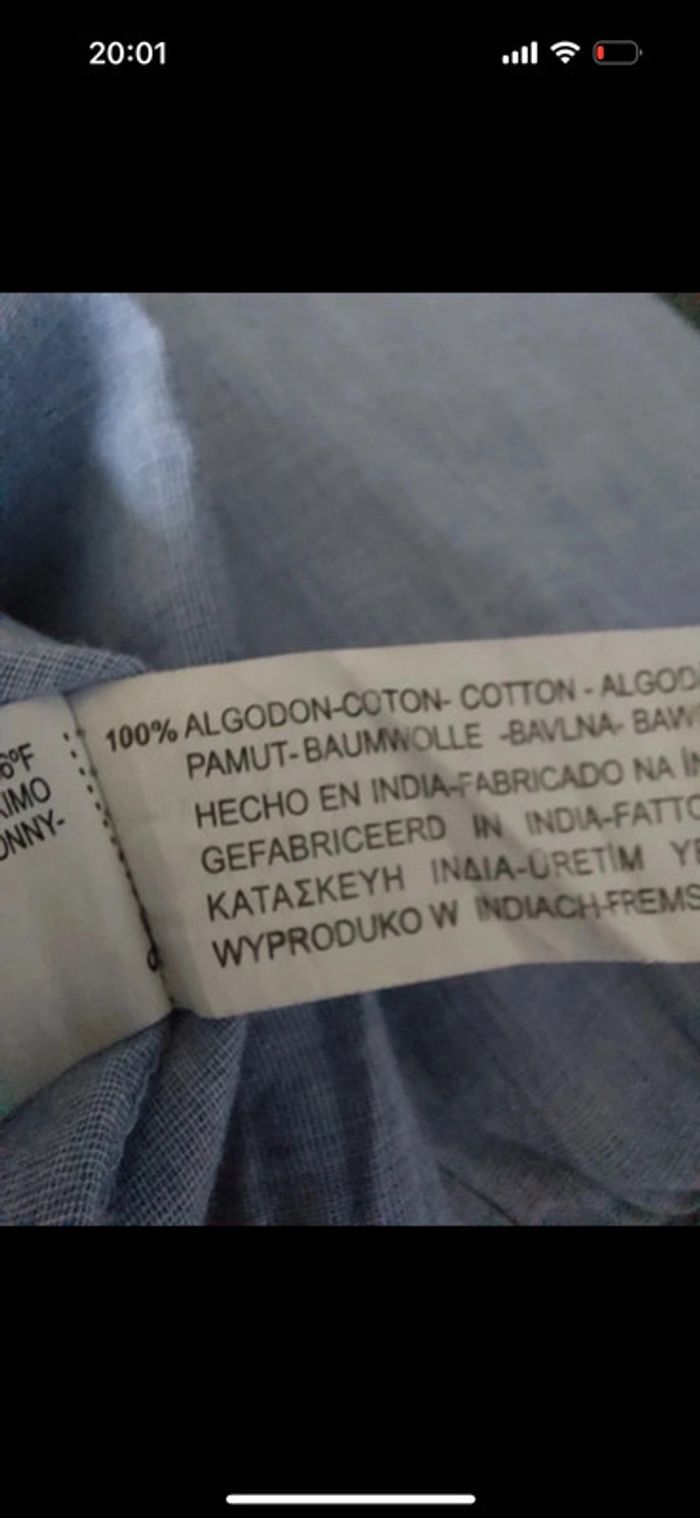 20:01
6°F
XIMO
ONNY-
100% ALGODON-COTON- COTTON - ALGOD
PAMUT- BAUMWOLLE -BAVLNA- BAW
HECHO EN INDIA-FABRICADO NA ÍN
GEFABRICEERD IN INDIA-FATTO
ΚΑΤΑΣΚΕΥΗ ΙΝΔΙΑ-ÜRETİM YE
WYPRODUKO W INDIACH-FREMS